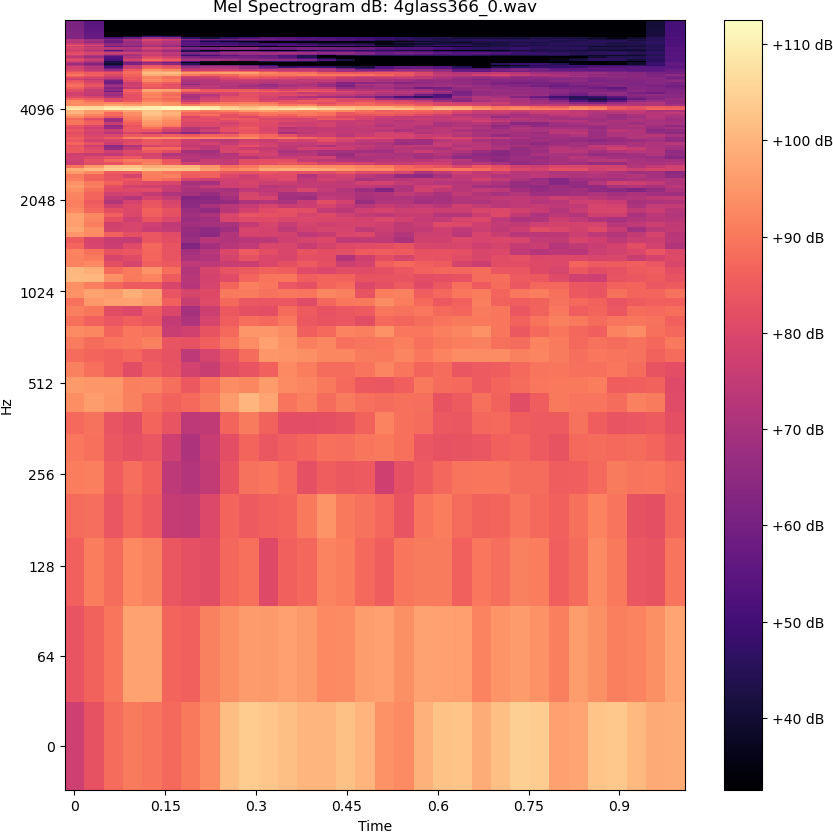 Mel Spectrogram dB: 4glass366_0.wav
+110 dB
4096
+100 dB
2048
+90 dB
1024
+80 dB
512
Hz
+70 dB
256
+60 dB
128
+50 dB
64
+40 dB
0
0 0.15 0.3 0.45 0.6 0.75 0.9
Time